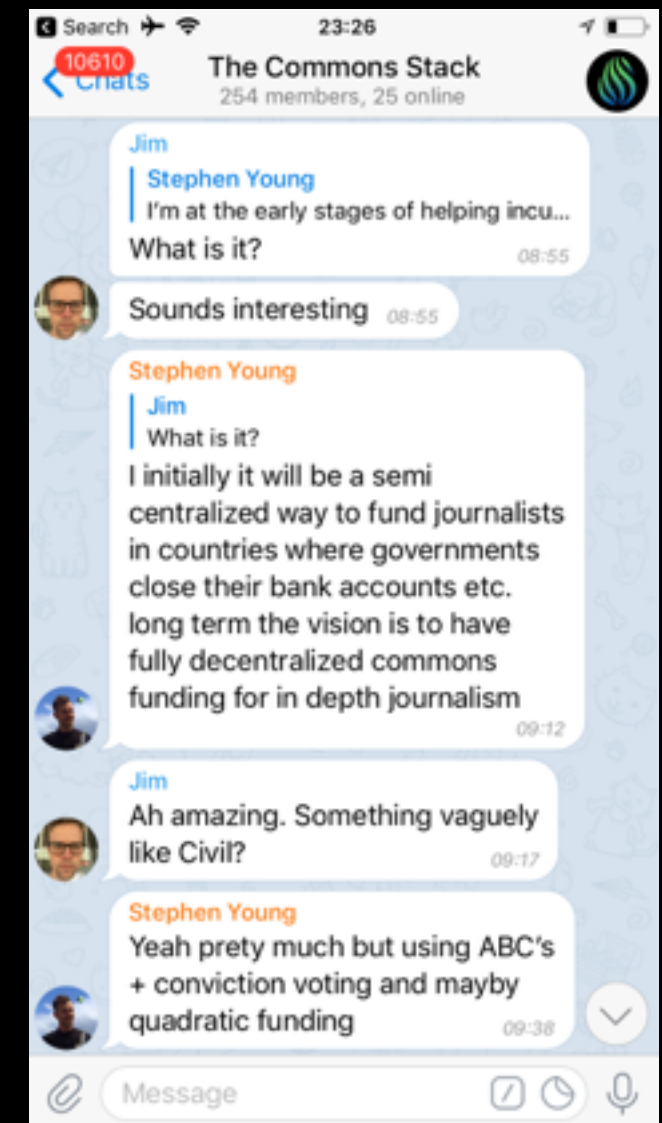 Search 23:26
10610
Chats
The Commons Stack
254 members, 25 online
Jim
Stephen Young
I'm at the early stages of helping incu...
What is it? 08:55
Sounds interesting 08:55
Stephen Young
Jim
What is it?
I initially it will be a semi
centralized way to fund journalists
in countries where governments
close their bank accounts etc.
long term the vision is to have
fully decentralized commons
funding for in depth journalism
09:12
Jim
Ah amazing. Something vaguely
like Civil? 09:17
Stephen Young
Yeah prety much but using ABC's
+ conviction voting and mayby
quadratic funding 09:38
Message